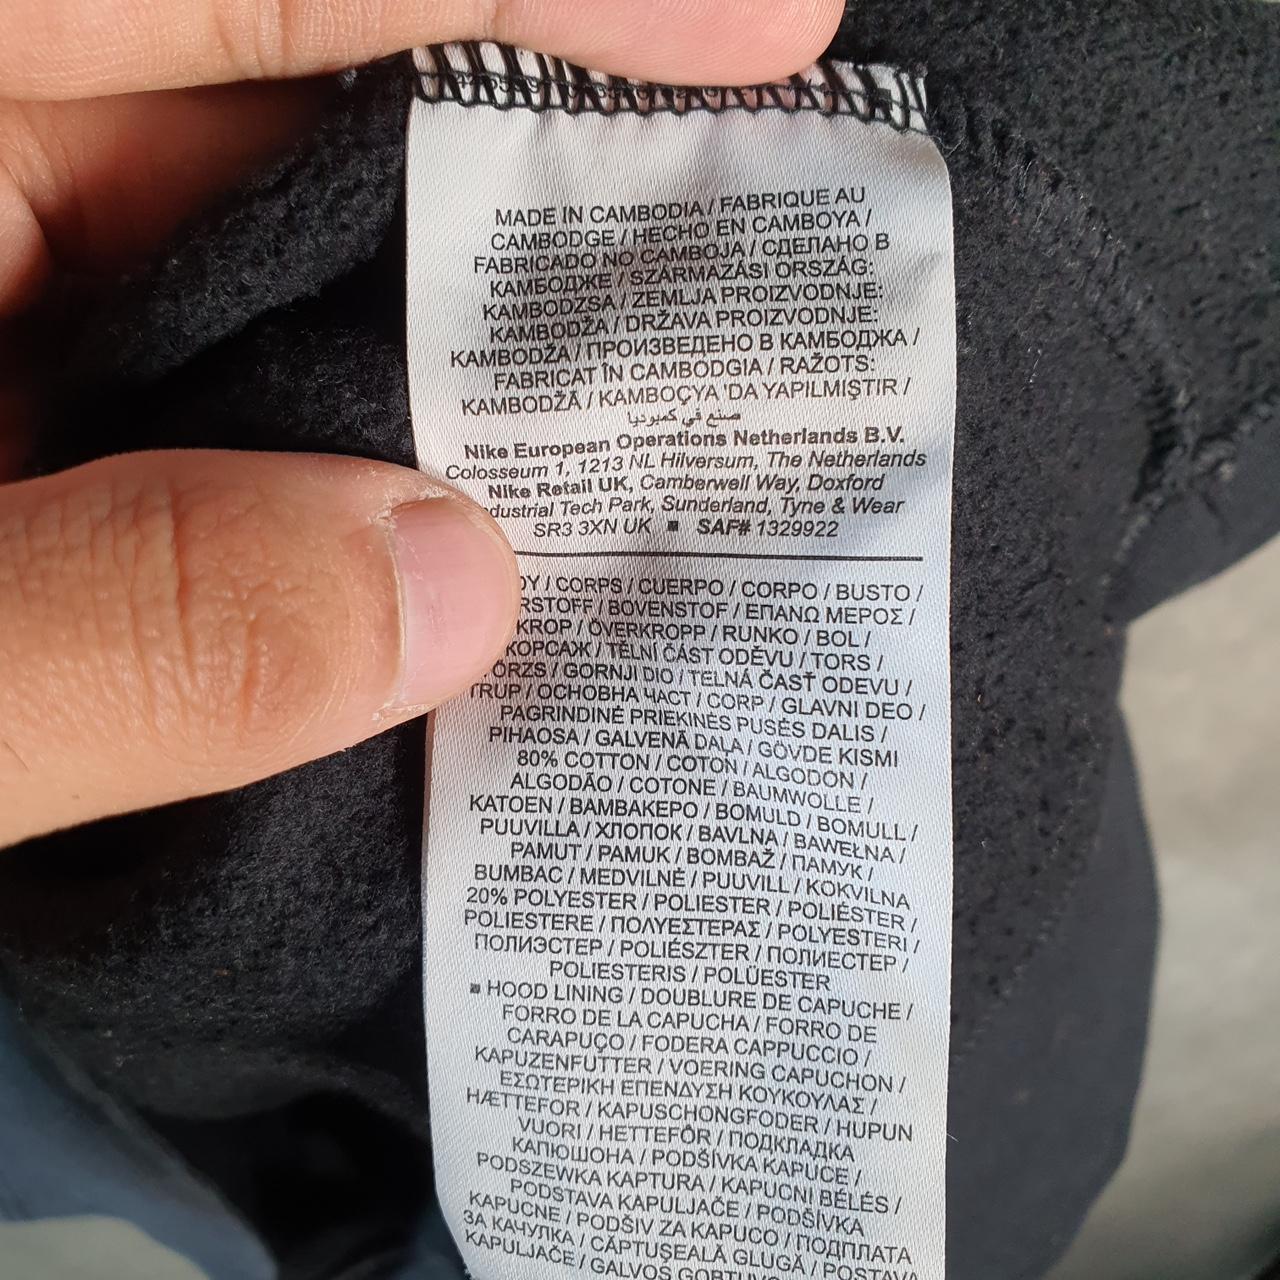 MADE IN CAMBODIA / FABRIQUE AU
CAMBODGE / HECHO EN CAMBOYA /
FABRICADO NO CAMBOJA / СДЕЛАНО В
КАМБОДЖЕ / SZÁRMAZÁSI ORSZÁG:
KAMBODZSA / ZEMLJA PROIZVODNJE:
KAMBODŽA / DRŽAVA PROIZVODNJE:
KAMBODŽA / ПРОИЗВЕДЕНО В КАМБОДЖА /
FABRICAT ÎN CAMBODGIA / RAŽOTS:
KAMBODŽĀ / KAMBOÇYA 'DA YAPILMIŞTIR /
صنع في كمبوديا
Nike European Operations Netherlands B.V.
Colosseum 1, 1213 NL Hilversum, The Netherlands
Nike Retail UK, Camberwell Way, Doxford
Tech Park, Sunderland, Tyne & Wear
SR3 3XN UK ■ SAF# 1329922
/ CORPS / CUERPO / CORPO / BUSTO /
/ BOVENSTOF / ΕΠΑΝΩ ΜΕΡΟΣ /
/ OVERKROPP / RUNKO / BOL /
/ TĚLNÍ ČÁST ODĚVU / TORS /
/ GORNJI DIO / TELNÁ ČASŤ ODEVU /
TRUP / ОСНОВНА ЧАСТ / CORP / GLAVNI DEO /
PAGRINDINĖ PRIEKINĖS PUSĖS DALIS /
PIHAOSA / GALVENĀ DAĻA / GÖVDE KISMI
80% COTTON / COTON / ALGODON /
ALGODÃO / COTONE / BAUMWOLLE /
KATOEN / ΒΑΜΒΑΚΕΡΟ / BOMULD / BOMULL /
PUUVILLA / ХЛОПОК / BAVLNA / BAWEŁNA /
PAMUT / PAMUK / BOMBAŽ / ПАМУК /
BUMBAC / MEDVILNĖ / PUUVILL / KOKVILNA
20% POLYESTER / POLIESTER / POLIÉSTER /
POLIESTERE / ΠΟΛΥΕΣΤΕΡΑΣ / POLYESTERI /
ПОЛИЭСТЕР / POLIÉSZTER / ПОЛИЕСТЕР /
POLIESTERIS / POLÜESTER
■ HOOD LINING / DOUBLURE DE CAPUCHE /
FORRO DE LA CAPUCHA / FORRO DE
CARAPUÇO / FODERA CAPPUCCIO /
KAPUZENFUTTER / VOERING CAPUCHON /
ΕΣΩΤΕΡΙΚΗ ΕΠΕΝΔΥΣΗ ΚΟΥΚΟΥΛΑΣ /
HÆTTEFOR / KAPUSCHONGFODER / HUPUN
VUORI / HETTEFÔR / ПОДКЛАДКА
КАПЮШОНА / PODŠÍVKA KAPUCE /
PODSZEWKA KAPTURA / KAPUCNI BÉLÉS /
PODSTAVA KAPULJAČE / PODŠÍVKA
KAPUCNE / PODŠIV ZA KAPUCO / ПОДПЛАТА
ЗА КАЧУЛКА / CĂPTUŞEALĂ GLUGĂ / POSTAVA
KAPULJAČE / GALVOS